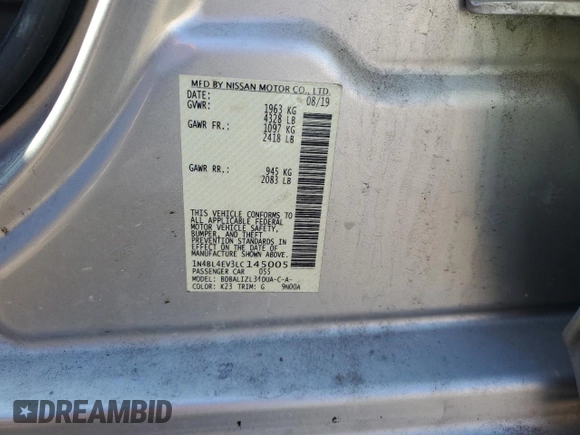 MFD BY NISSAN MOTOR CO., LTD.
DATE: 08/19
GVWR: 1963 KG
4328 LB
GAWR FR.: 1097 KG
2418 LB
GAWR RR.: 945 KG
2083 LB
THIS VEHICLE CONFORMS TO
ALL APPLICABLE FEDERAL
MOTOR VEHICLE SAFETY,
BUMPER, AND THEFT
PREVENTION STANDARDS
IN EFFECT ON THE DATE OF
MANUFACTURE SHOWN ABOVE.
1N4BL4EV3LC145005
PASSENGER CAR 055
MODEL: BDBALIZL34DUA-C-A-
COLOR: K23 TRIM: G 9N00A
DREAMBID